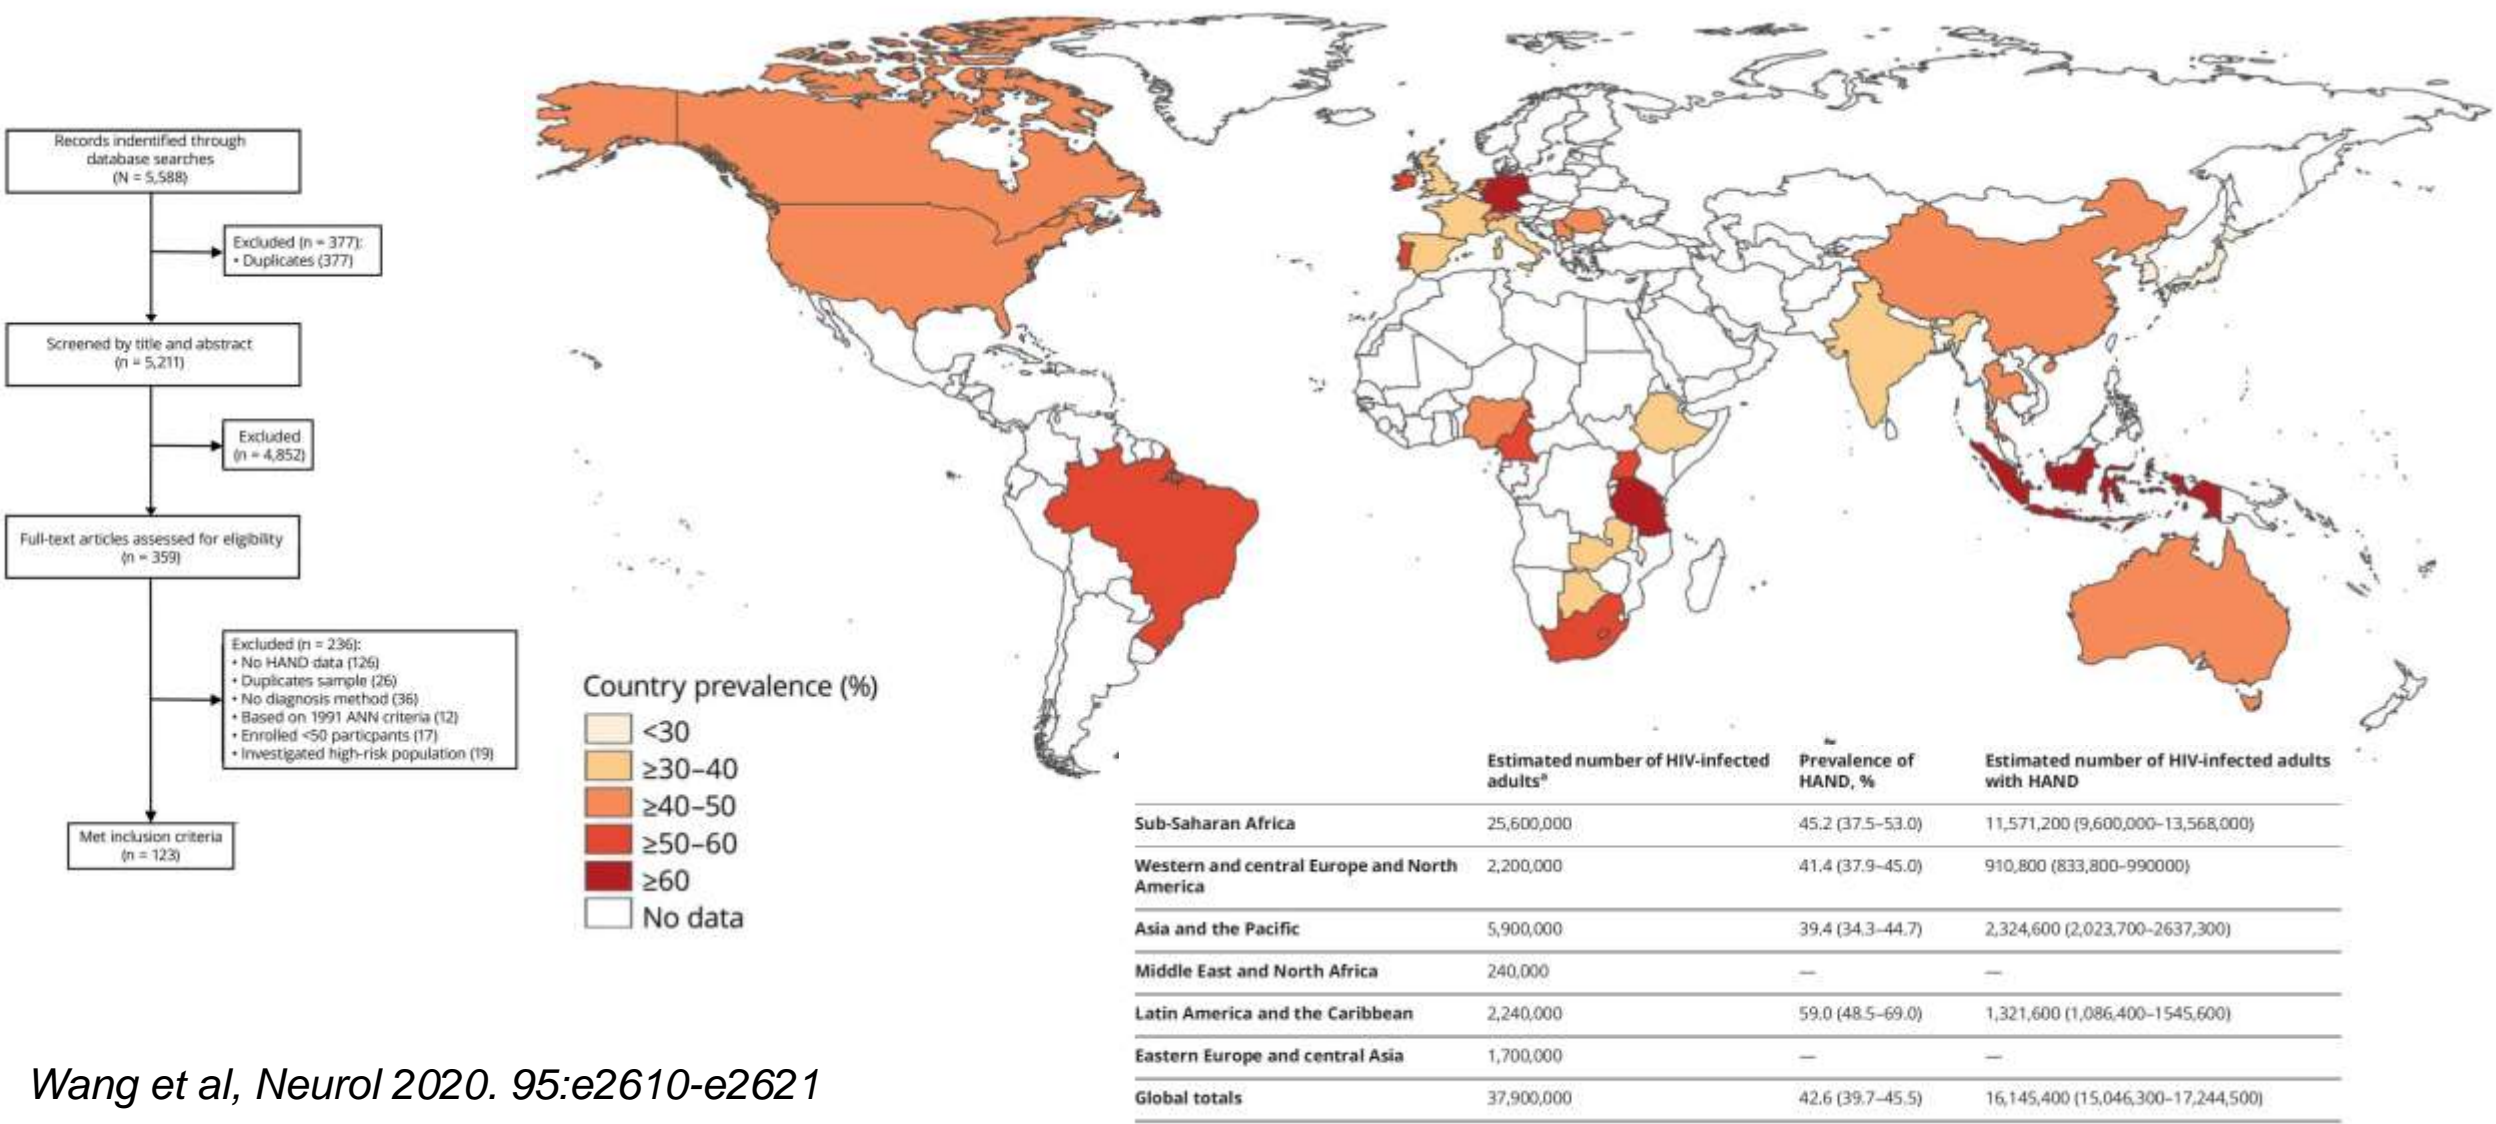 Records indentified through
database searches
(N = 5,588)
Excluded (n = 377):
• Duplicates (377)
Screened by title and abstract
(n = 5,211)
Excluded
(n = 4,852)
Full-text articles assessed for eligibility
(n = 359)
Excluded (n = 236):
• No HAND data (126)
• Duplicates sample (26)
• No diagnosis method (36)
• Based on 1991 ANN criteria (12)
• Enrolled <50 particpants (17)
• Investigated high-risk population (19)
Met inclusion criteria
(n = 123)
Country prevalence (%)
<30
≥30–40
≥40–50
≥50–60
≥60
No data
Estimated number of HIV-infected adultsª Prevalence of HAND, % Estimated number of HIV-infected adults with HAND
Sub-Saharan Africa 25,600,000 45.2 (37.5–53.0) 11,571,200 (9,600,000–13,568,000)
Western and central Europe and North America 2,200,000 41.4 (37.9–45.0) 910,800 (833,800–990000)
Asia and the Pacific 5,900,000 39.4 (34.3–44.7) 2,324,600 (2,023,700–2637,300)
Middle East and North Africa 240,000 — —
Latin America and the Caribbean 2,240,000 59.0 (48.5–69.0) 1,321,600 (1,086,400–1545,600)
Eastern Europe and central Asia 1,700,000 — —
Global totals 37,900,000 42.6 (39.7–45.5) 16,145,400 (15,046,300–17,244,500)
Wang et al, Neurol 2020. 95:e2610-e2621